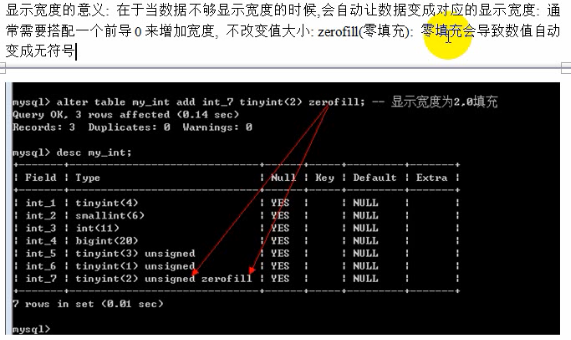 显示宽度的意义: 在于当数据不够显示宽度的时候,会自动让数据变成对应的显示宽度: 通
常需要搭配一个前导0来增加宽度, 不改变值大小: zerofill(零填充): 零填充会导致数值自动
变成无符号
mysql> alter table my_int add int_7 tinyint(2) zerofill; -- 显示宽度为2,0填充
Query OK, 3 rows affected (0.14 sec)
Records: 3  Duplicates: 0  Warnings: 0
mysql> desc my_int;
+-------+------------------------------+------+-----+---------+-------+
| Field | Type                         | Null | Key | Default | Extra |
+-------+------------------------------+------+-----+---------+-------+
| int_1 | tinyint(4)                   | YES  |     | NULL    |       |
| int_2 | smallint(6)                  | YES  |     | NULL    |       |
| int_3 | int(11)                      | YES  |     | NULL    |       |
| int_4 | bigint(20)                   | YES  |     | NULL    |       |
| int_5 | tinyint(3) unsigned          | YES  |     | NULL    |       |
| int_6 | tinyint(1) unsigned          | YES  |     | NULL    |       |
| int_7 | tinyint(2) unsigned zerofill | YES  |     | NULL    |       |
+-------+------------------------------+------+-----+---------+-------+
7 rows in set (0.01 sec)
mysql>